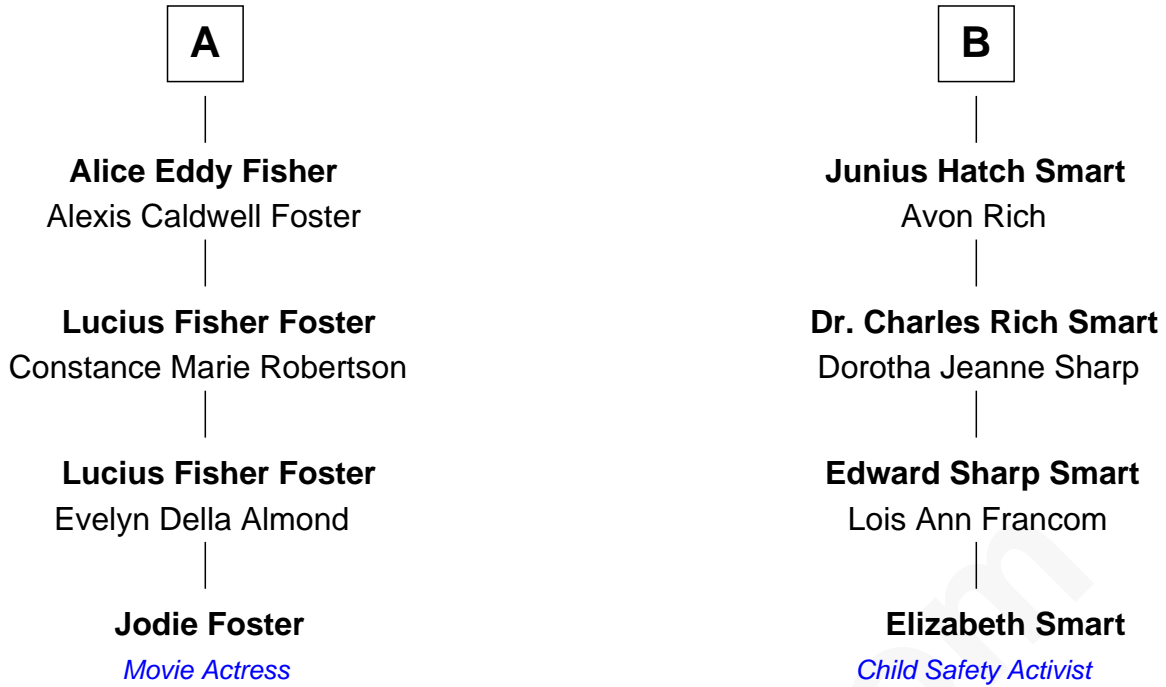 A
Alice Eddy Fisher
Alexis Caldwell Foster
Lucius Fisher Foster
Constance Marie Robertson
Lucius Fisher Foster
Evelyn Della Almond
Jodie Foster
Movie Actress
B
Junius Hatch Smart
Avon Rich
Dr. Charles Rich Smart
Dorotha Jeanne Sharp
Edward Sharp Smart
Lois Ann Francom
Elizabeth Smart
Child Safety Activist